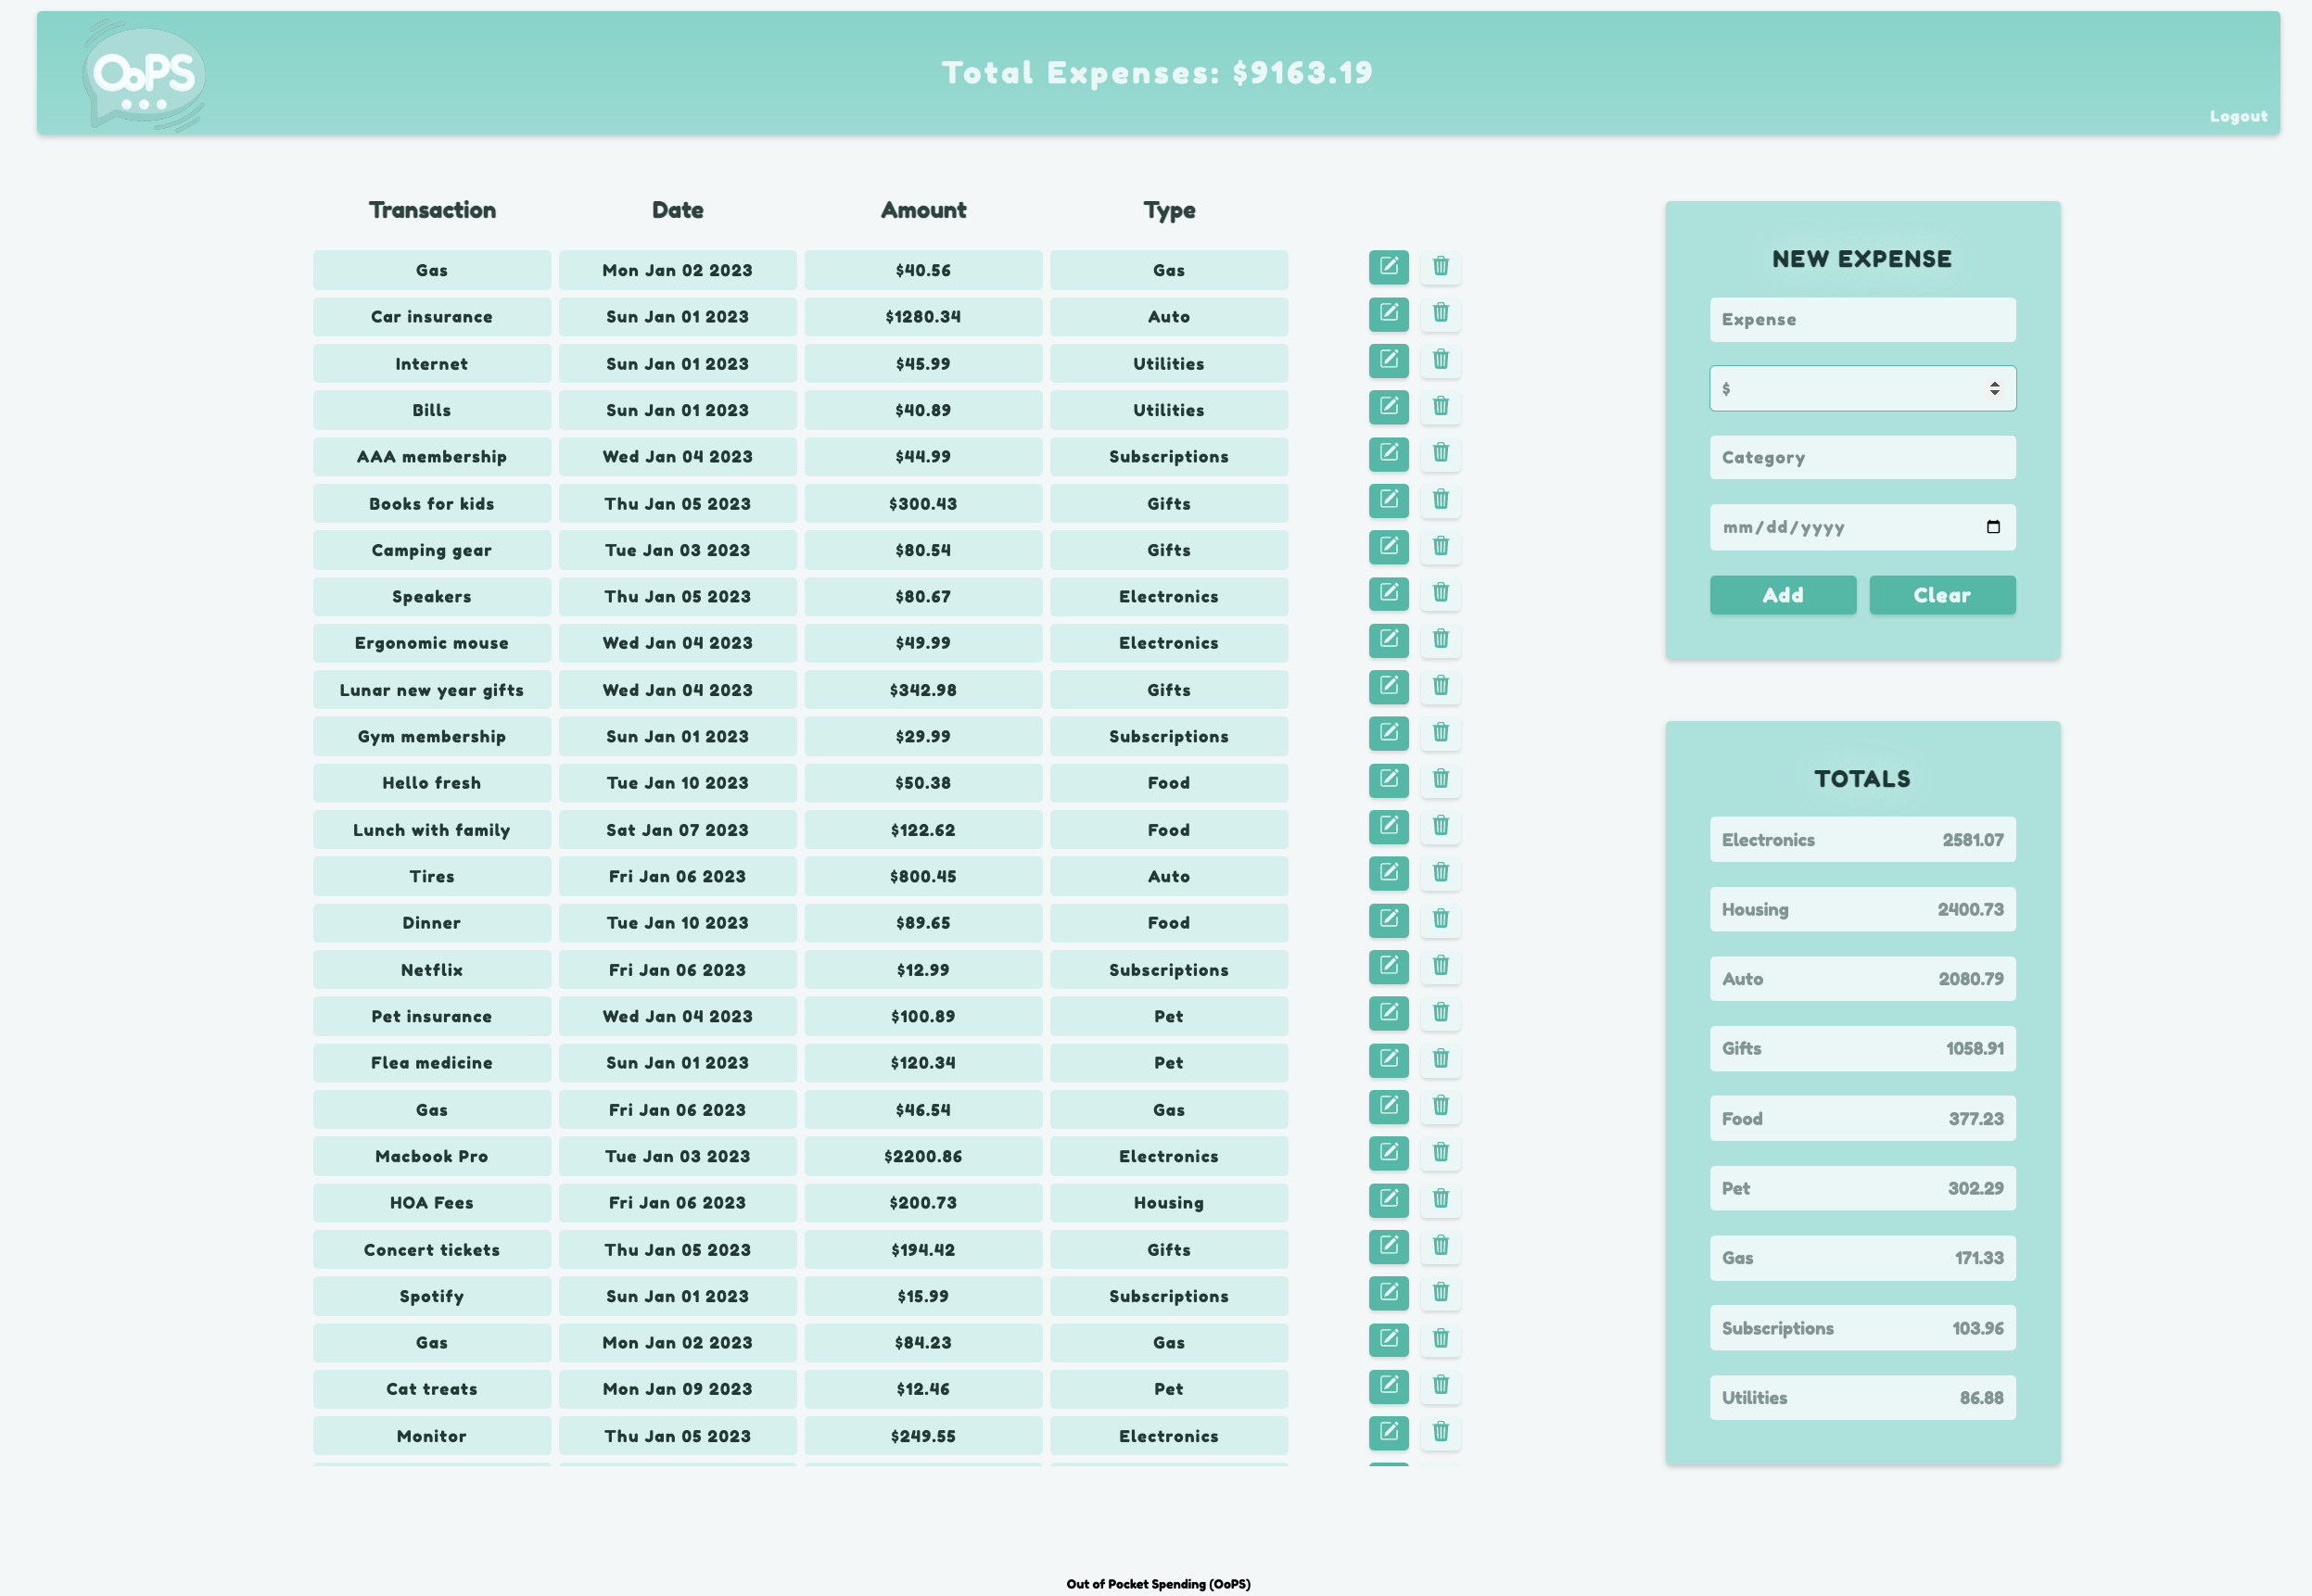 OoPS
Total Expenses: $9163.19
Logout
Transaction Date Amount Type
Gas Mon Jan 02 2023 $40.56 Gas
Car insurance Sun Jan 01 2023 $1280.34 Auto
Internet Sun Jan 01 2023 $45.99 Utilities
Bills Sun Jan 01 2023 $40.89 Utilities
AAA membership Wed Jan 04 2023 $44.99 Subscriptions
Books for kids Thu Jan 05 2023 $300.43 Gifts
Camping gear Tue Jan 03 2023 $80.54 Gifts
Speakers Thu Jan 05 2023 $80.67 Electronics
Ergonomic mouse Wed Jan 04 2023 $49.99 Electronics
Lunar new year gifts Wed Jan 04 2023 $342.98 Gifts
Gym membership Sun Jan 01 2023 $29.99 Subscriptions
Hello fresh Tue Jan 10 2023 $50.38 Food
Lunch with family Sat Jan 07 2023 $122.62 Food
Tires Fri Jan 06 2023 $800.45 Auto
Dinner Tue Jan 10 2023 $89.65 Food
Netflix Fri Jan 06 2023 $12.99 Subscriptions
Pet insurance Wed Jan 04 2023 $100.89 Pet
Flea medicine Sun Jan 01 2023 $120.34 Pet
Gas Fri Jan 06 2023 $46.54 Gas
Macbook Pro Tue Jan 03 2023 $2200.86 Electronics
HOA Fees Fri Jan 06 2023 $200.73 Housing
Concert tickets Thu Jan 05 2023 $194.42 Gifts
Spotify Sun Jan 01 2023 $15.99 Subscriptions
Gas Mon Jan 02 2023 $84.23 Gas
Cat treats Mon Jan 09 2023 $12.46 Pet
Monitor Thu Jan 05 2023 $249.55 Electronics
NEW EXPENSE
Expense
$
Category
mm/dd/yyyy
Add Clear
TOTALS
Electronics 2581.07
Housing 2400.73
Auto 2080.79
Gifts 1058.91
Food 377.23
Pet 302.29
Gas 171.33
Subscriptions 103.96
Utilities 86.88
Out of Pocket Spending (OoPS)